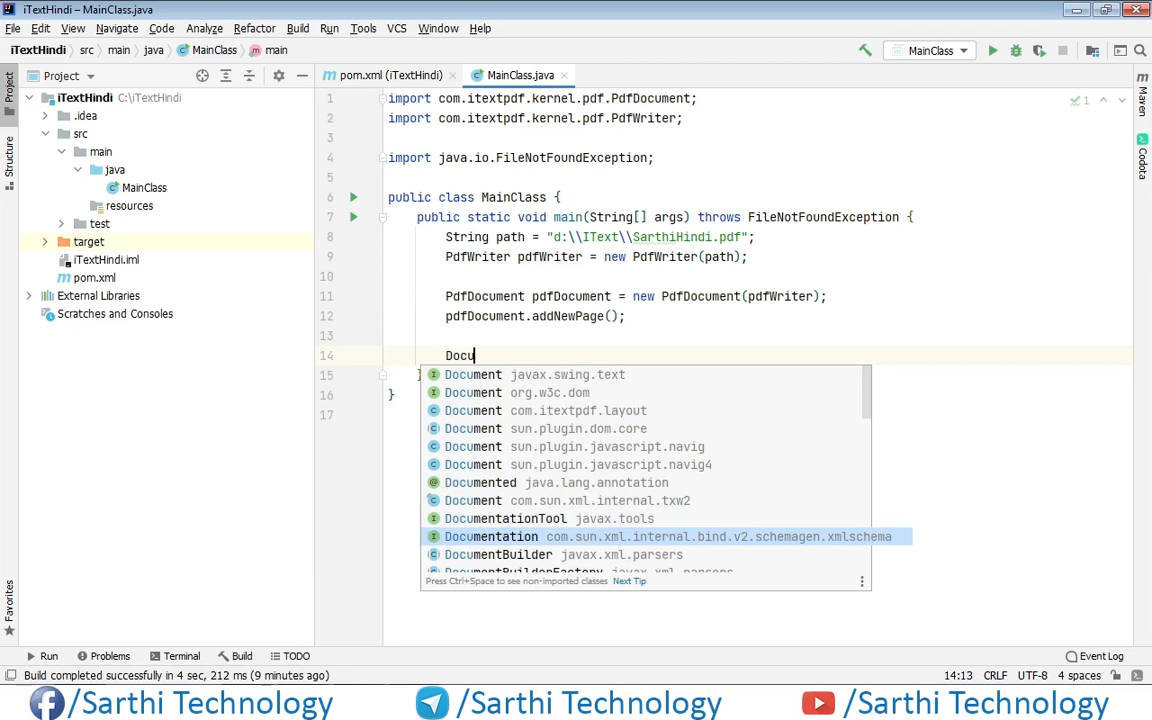 iTextHindi – MainClass.java
File Edit View Navigate Code Analyze Refactor Build Run Tools VCS Window Help
iTextHindi src main java MainClass main MainClass
Project pom.xml (iTextHindi) MainClass.java
Project
Structure
Favorites
Maven
Codota
iTextHindi C:\iTextHindi
.idea
src
main
java
MainClass
resources
test
target
iTextHindi.iml
pom.xml
External Libraries
Scratches and Consoles
1 import com.itextpdf.kernel.pdf.PdfDocument; 1
2 import com.itextpdf.kernel.pdf.PdfWriter;
3
4 import java.io.FileNotFoundException;
5
6 public class MainClass {
7 public static void main(String[] args) throws FileNotFoundException {
8 String path = "d:\\IText\\SarthiHindi.pdf";
9 PdfWriter pdfWriter = new PdfWriter(path);
10
11 PdfDocument pdfDocument = new PdfDocument(pdfWriter);
12 pdfDocument.addNewPage();
13
14 Docu
15 }
16 }
17
Document javax.swing.text
Document org.w3c.dom
Document com.itextpdf.layout
Document sun.plugin.dom.core
Document sun.plugin.javascript.navig
Document sun.plugin.javascript.navig4
Documented java.lang.annotation
Document com.sun.xml.internal.txw2
DocumentationTool javax.tools
Documentation com.sun.xml.internal.bind.v2.schemagen.xmlschema
DocumentBuilder javax.xml.parsers
DocumentBuilderFactory javax.xml.parsers
Press Ctrl+Space to see non-imported classes Next Tip
Run Problems Terminal Build TODO Event Log
Build completed successfully in 4 sec, 212 ms (9 minutes ago) 14:13 CRLF UTF-8 4 spaces
/Sarthi Technology /Sarthi Technology /Sarthi Technology